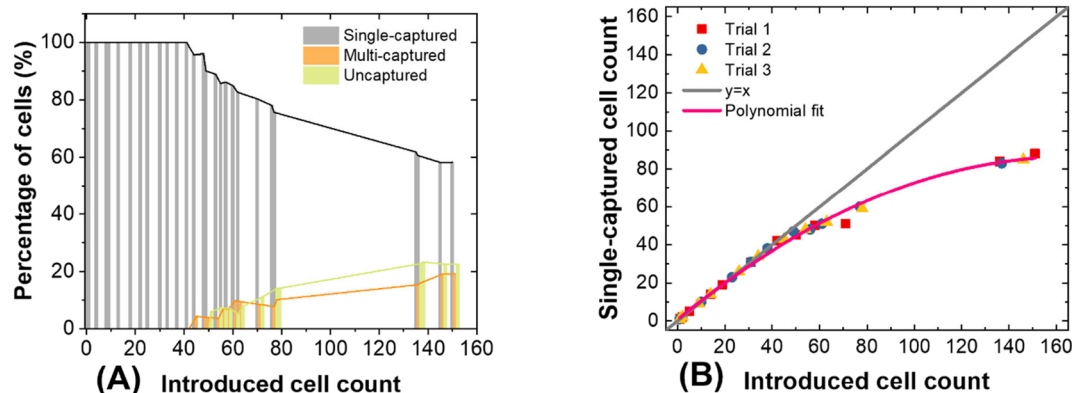 Percentage of cells (%)
100
80
60
40
20
0
Single-captured
Multi-captured
Uncaptured
0 20 40 60 80 100 120 140 160
(A) Introduced cell count
Single-captured cell count
160
140
120
100
80
60
40
20
0
Trial 1
Trial 2
Trial 3
y=x
Polynomial fit
0 20 40 60 80 100 120 140 160
(B) Introduced cell count